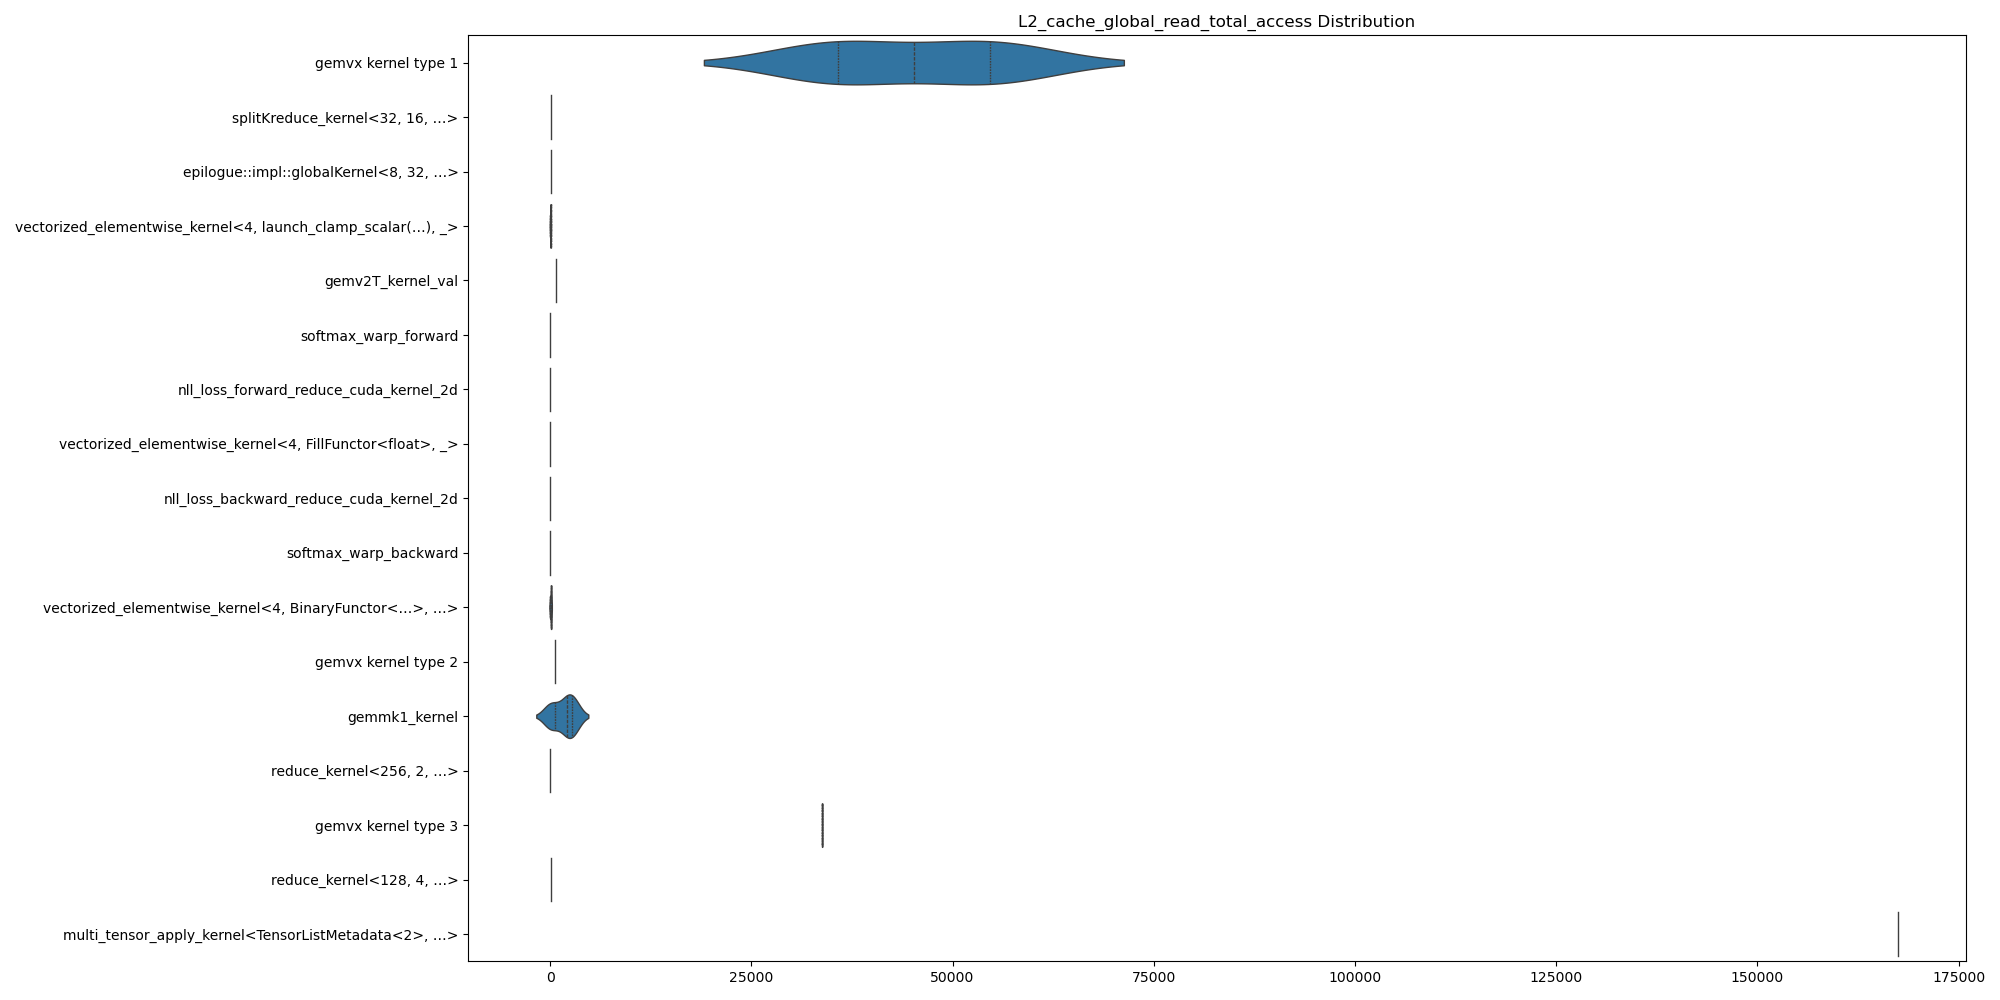 L2_cache_global_read_total_access Distribution
gemvx kernel type 1
splitKreduce_kernel<32, 16, ...>
epilogue::impl::globalKernel<8, 32, ...>
vectorized_elementwise_kernel<4, launch_clamp_scalar(...), _>
gemv2T_kernel_val
softmax_warp_forward
nll_loss_forward_reduce_cuda_kernel_2d
vectorized_elementwise_kernel<4, FillFunctor<float>, _>
nll_loss_backward_reduce_cuda_kernel_2d
softmax_warp_backward
vectorized_elementwise_kernel<4, BinaryFunctor<...>, ...>
gemvx kernel type 2
gemmk1_kernel
reduce_kernel<256, 2, ...>
gemvx kernel type 3
reduce_kernel<128, 4, ...>
multi_tensor_apply_kernel<TensorListMetadata<2>, ...>
0 25000 50000 75000 100000 125000 150000 175000